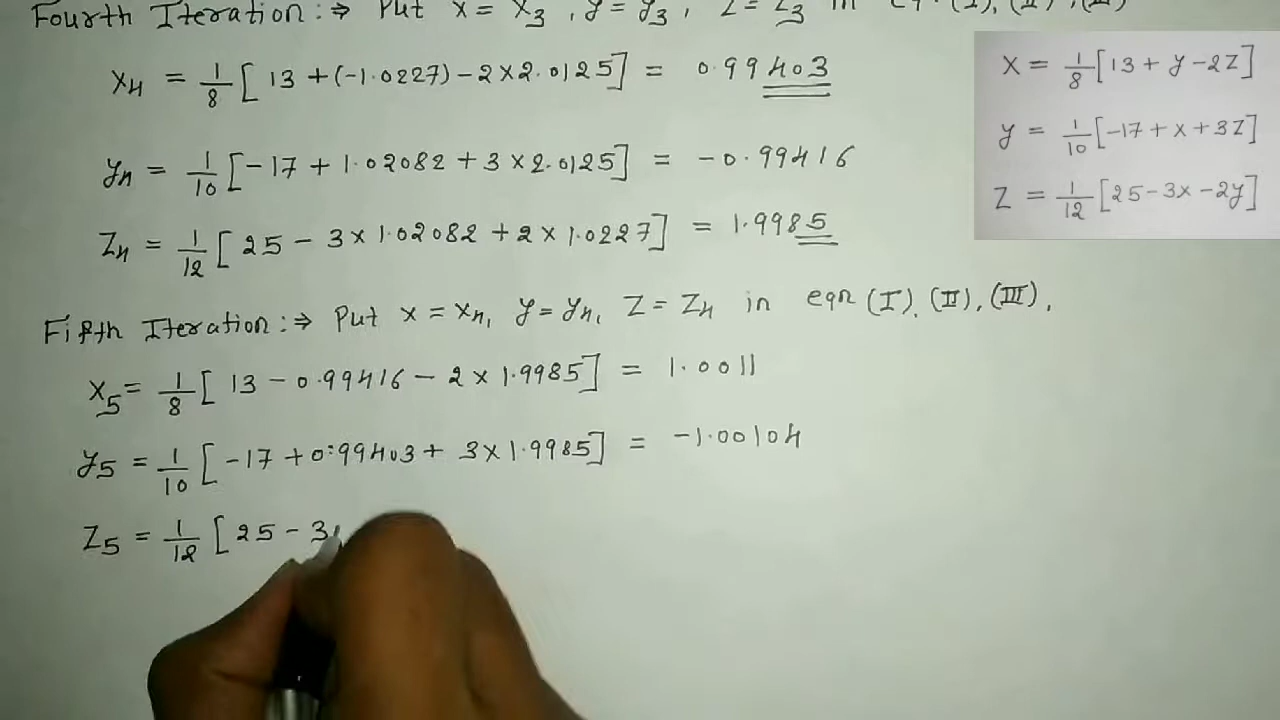 Fourth Iteration :⇒ Put x = x₃ , y = y₃ , z = z₃ in eqn (I), (II), (III)
x₄ = 1/8 [ 13 + (-1.0227) - 2×2.0125 ] = 0.99403
y₄ = 1/10 [ -17 + 1.02082 + 3×2.0125 ] = -0.99416
z₄ = 1/12 [ 25 - 3×1.02082 + 2×1.0227 ] = 1.9985
Fifth Iteration :⇒ Put x = x₄, y = y₄, z = z₄ in eqn (I), (II), (III),
x₅ = 1/8 [ 13 - 0.99416 - 2×1.9985 ] = 1.0011
y₅ = 1/10 [ -17 + 0.99403 + 3×1.9985 ] = -1.00104
z₅ = 1/12 [ 25 - 3
x = 1/8 [13 + y - 2z]
y = 1/10 [-17 + x + 3z]
z = 1/12 [25 - 3x - 2y]